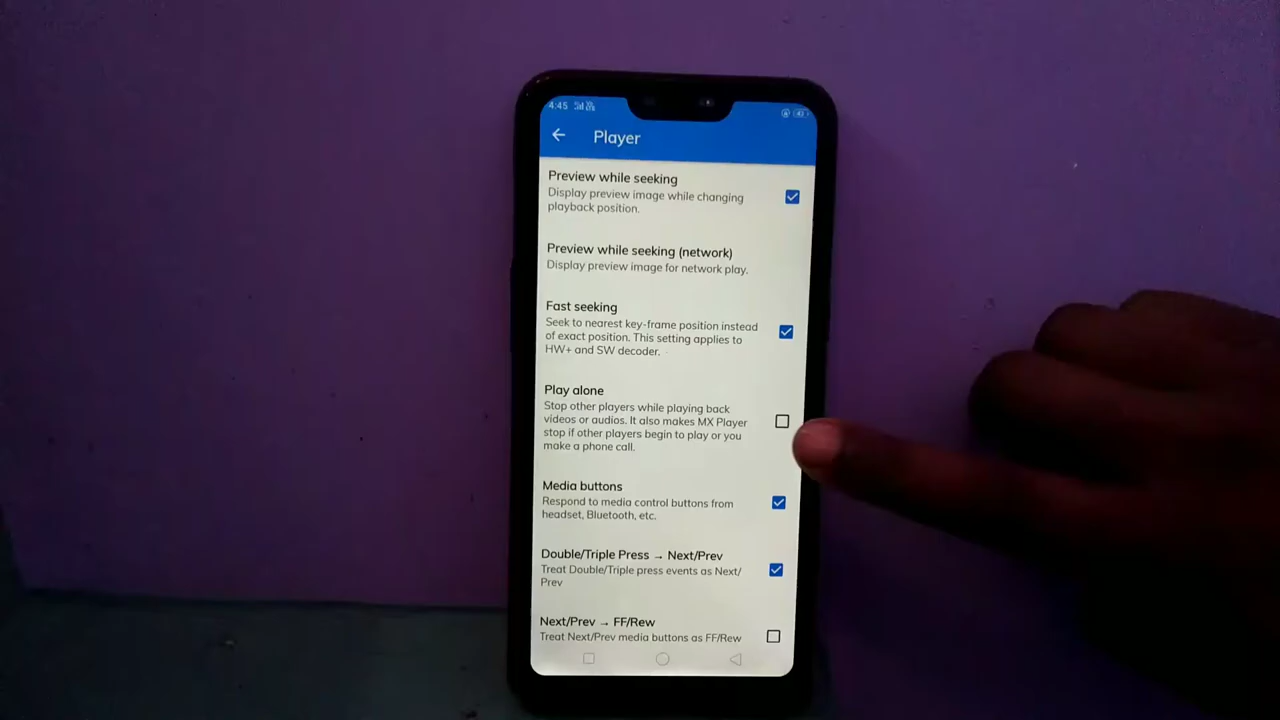 4:45
Player
Preview while seeking
Display preview image while changing
playback position.
Preview while seeking (network)
Display preview image for network play.
Fast seeking
Seek to nearest key-frame position instead
of exact position. This setting applies to
HW+ and SW decoder.
Play alone
Stop other players while playing back
videos or audios. It also makes MX Player
stop if other players begin to play or you
make a phone call.
Media buttons
Respond to media control buttons from
headset, Bluetooth, etc.
Double/Triple Press → Next/Prev
Treat Double/Triple press events as Next/
Prev
Next/Prev → FF/Rew
Treat Next/Prev media buttons as FF/Rew